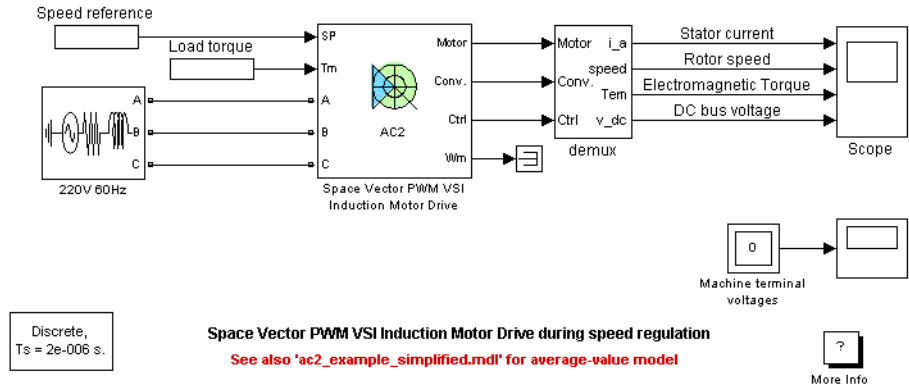 Speed reference
Load torque
SP
Tm
A
B
C
Motor
Conv.
Ctrl
Wm
AC2
Space Vector PWM VSI
Induction Motor Drive
A
B
C
220V 60Hz
Motor
Conv.
Ctrl
i_a
speed
Tem
v_dc
demux
Stator current
Rotor speed
Electromagnetic Torque
DC bus voltage
Scope
0
Machine terminal
voltages
Discrete,
Ts = 2e-006 s.
Space Vector PWM VSI Induction Motor Drive during speed regulation
See also 'ac2_example_simplified.mdl' for average-value model
?
More Info